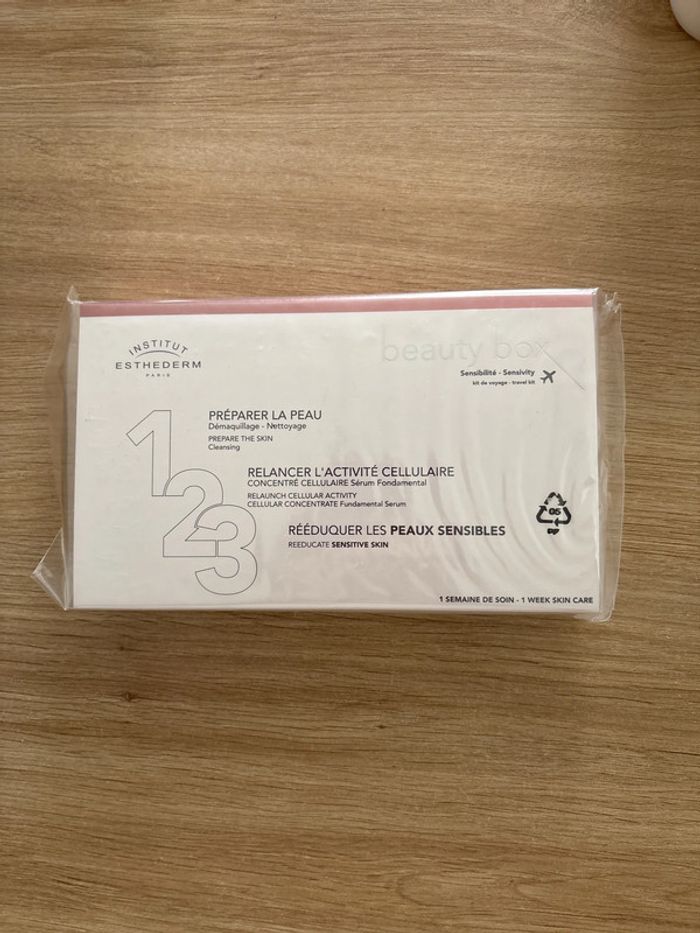 INSTITUT
ESTHEDERM
PARIS
beauty box
Sensibilité - Sensivity
kit de voyage - travel kit
1
PRÉPARER LA PEAU
Démaquillage - Nettoyage
PREPARE THE SKIN
Cleansing
2
RELANCER L'ACTIVITÉ CELLULAIRE
CONCENTRÉ CELLULAIRE Sérum Fondamental
RELAUNCH CELLULAR ACTIVITY
CELLULAR CONCENTRATE Fundamental Serum
3
RÉÉDUQUER LES PEAUX SENSIBLES
REEDUCATE SENSITIVE SKIN
05
PP
1 SEMAINE DE SOIN - 1 WEEK SKIN CARE